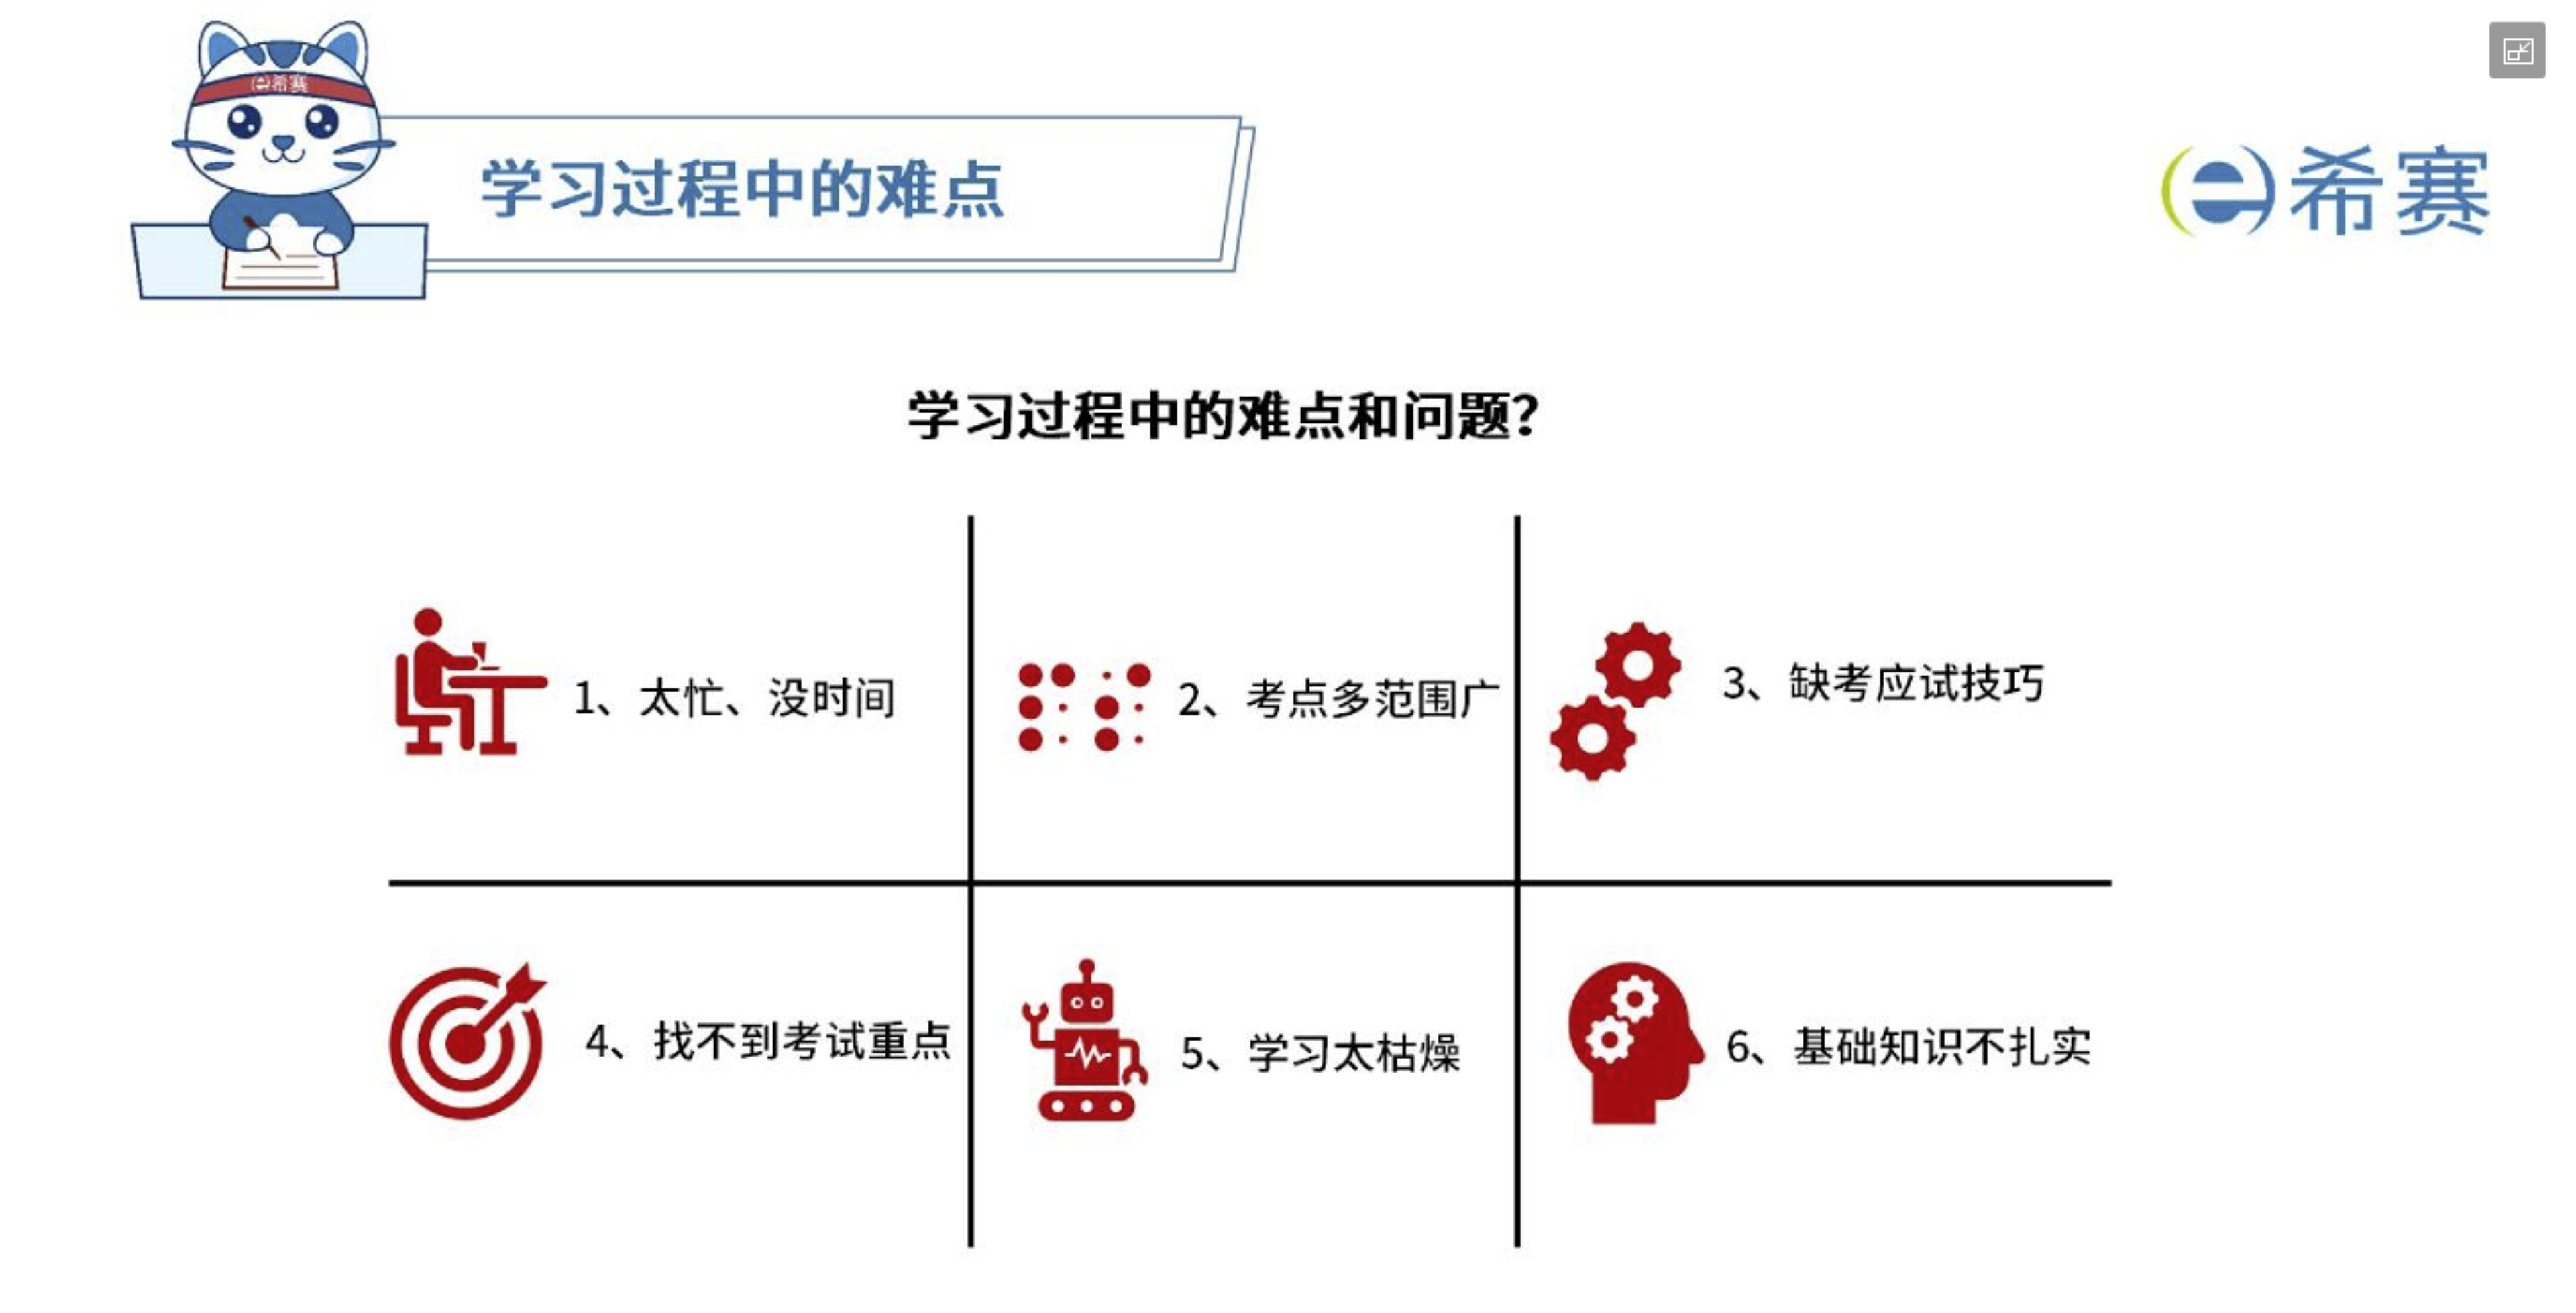 希赛
学习过程中的难点
希赛
学习过程中的难点和问题？
1、太忙、没时间
2、考点多范围广
3、缺考应试技巧
4、找不到考试重点
5、学习太枯燥
6、基础知识不扎实